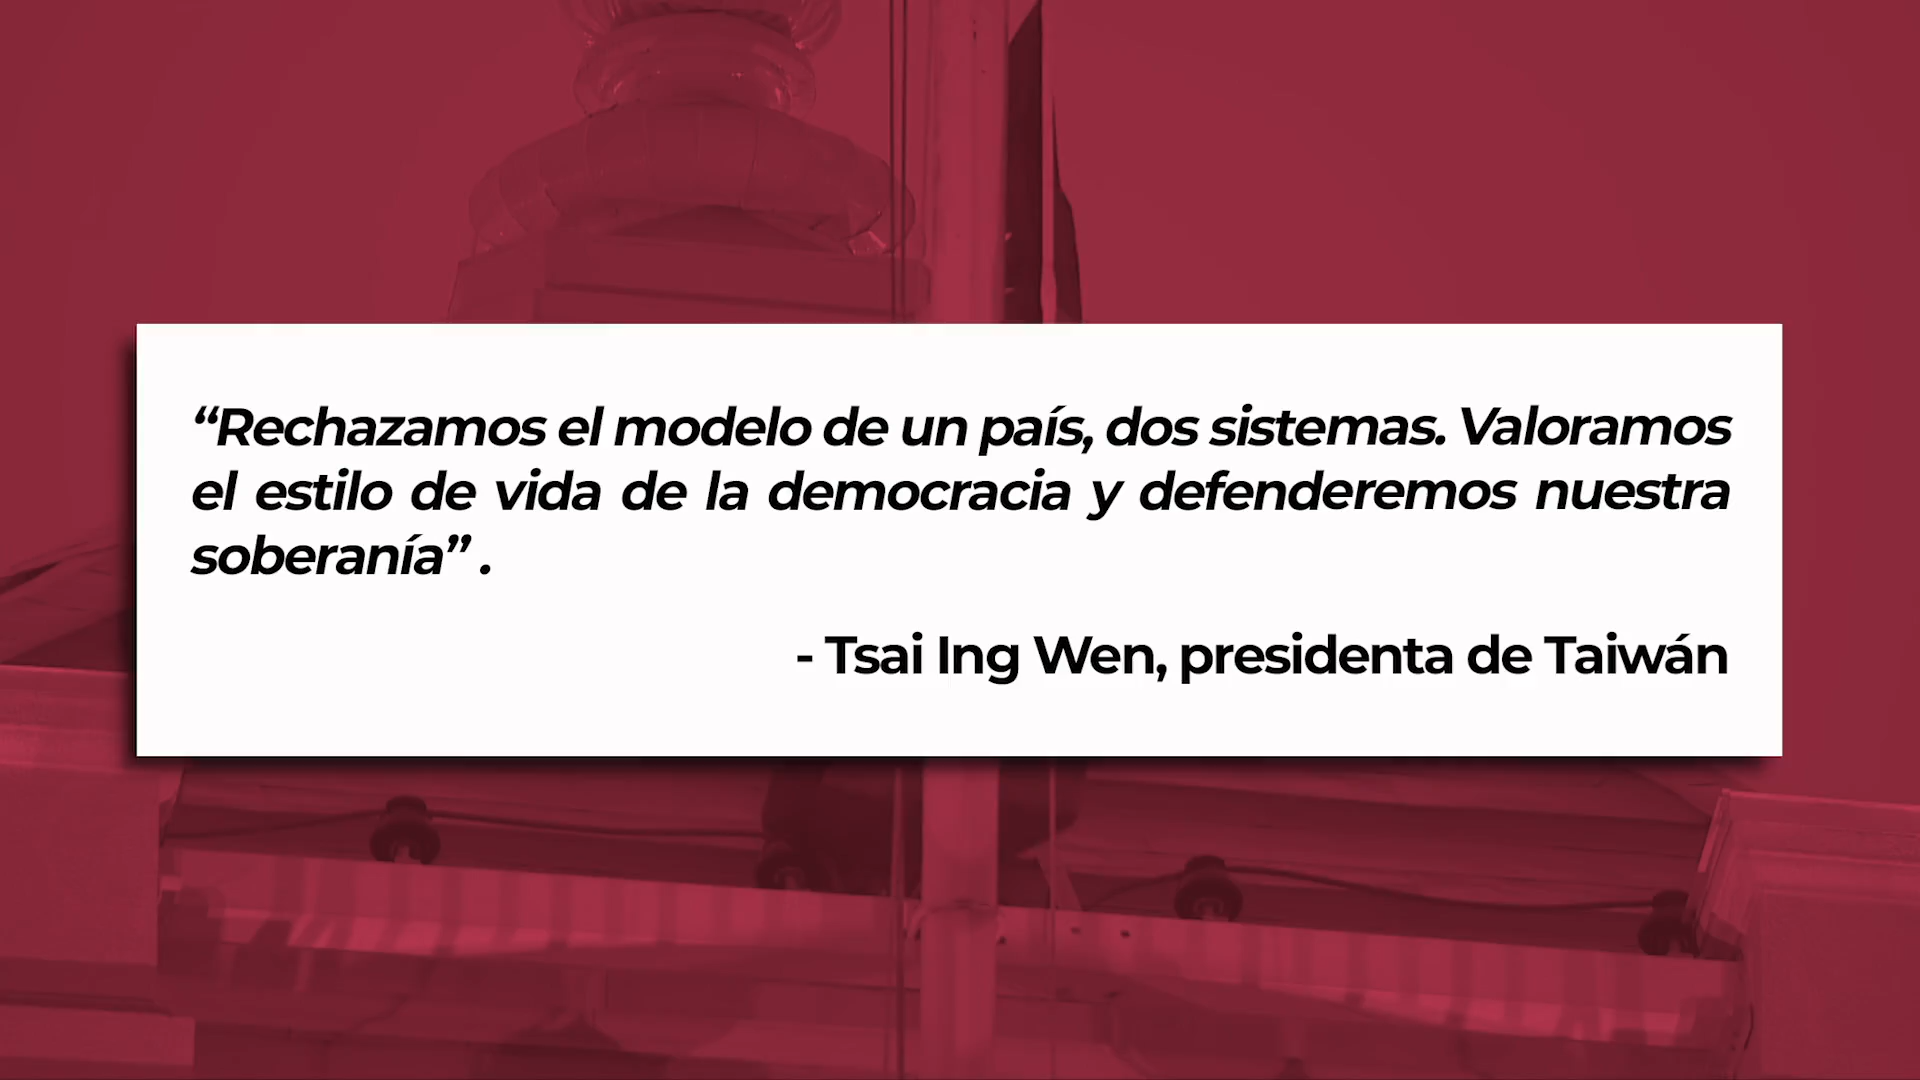 “Rechazamos el modelo de un país, dos sistemas. Valoramos
el estilo de vida de la democracia y defenderemos nuestra
soberanía” .
- Tsai Ing Wen, presidenta de Taiwán